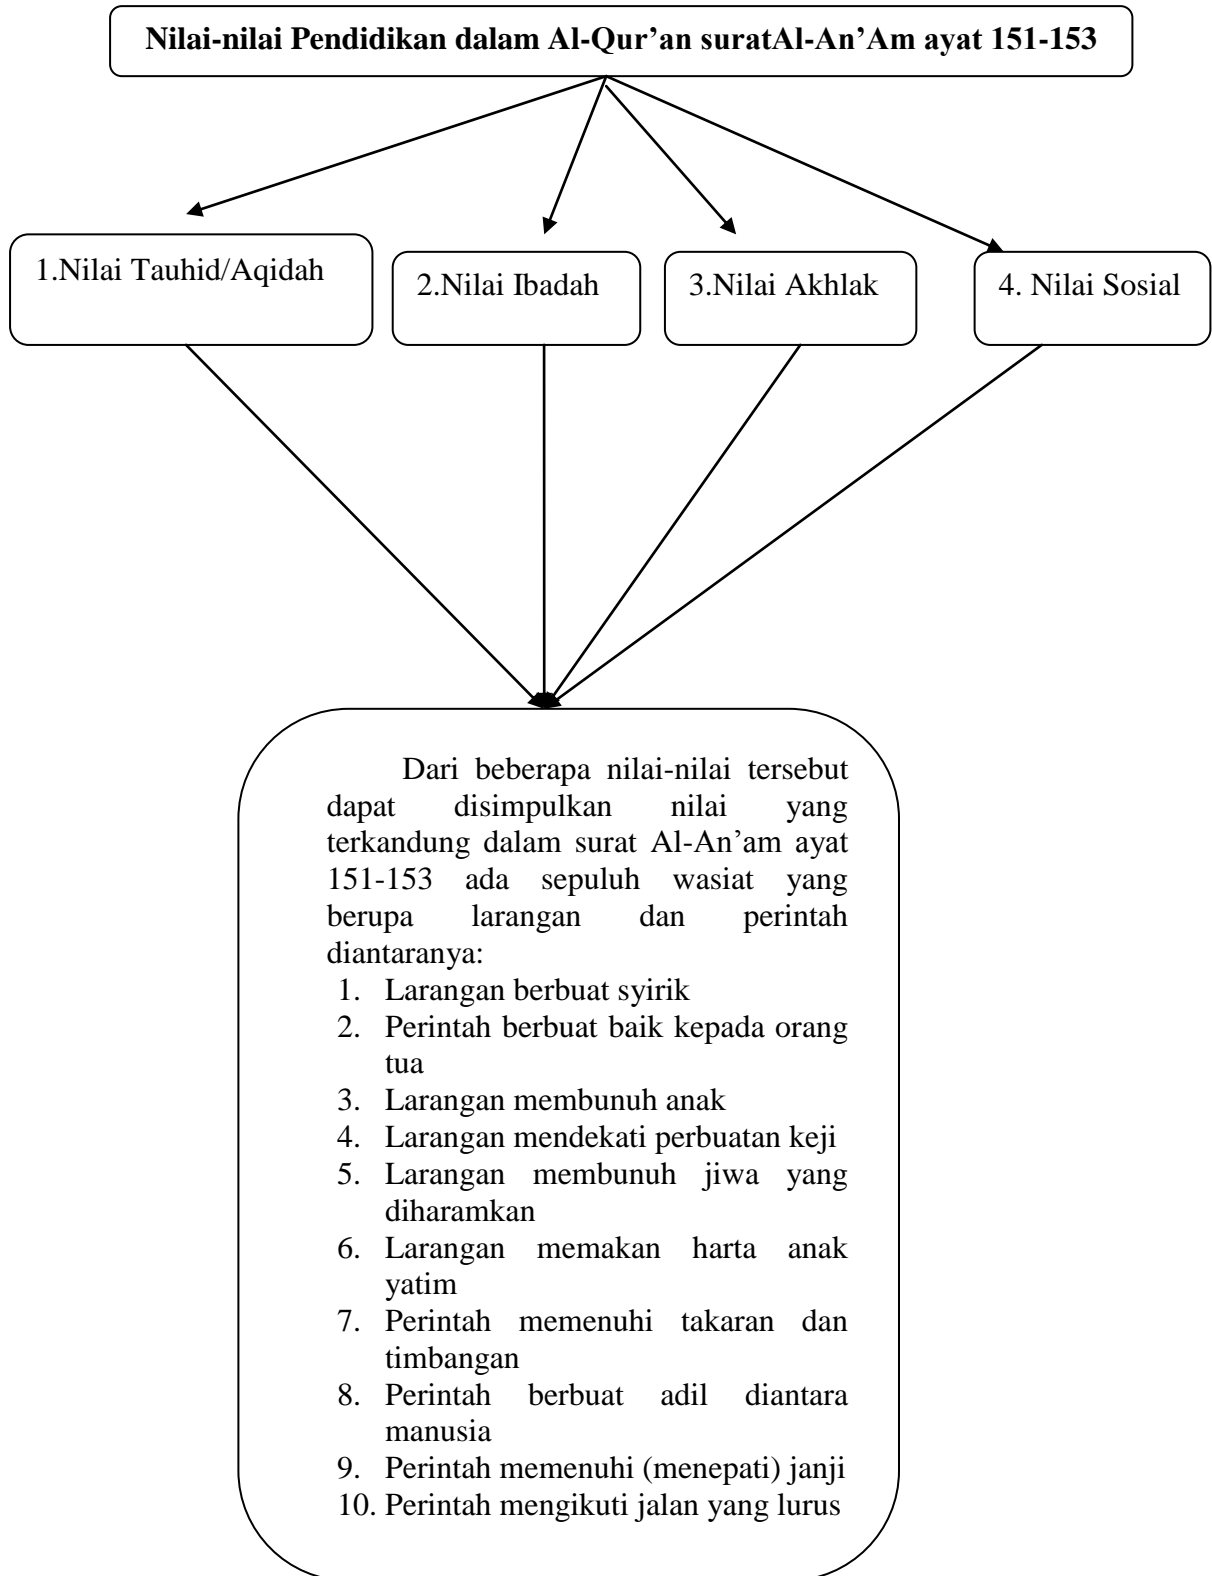 Nilai-nilai Pendidikan dalam Al-Qur’an suratAl-An’Am ayat 151-153
1.Nilai Tauhid/Aqidah
2.Nilai Ibadah
3.Nilai Akhlak
4. Nilai Sosial
Dari beberapa nilai-nilai tersebut
dapat disimpulkan nilai yang
terkandung dalam surat Al-An’am ayat
151-153 ada sepuluh wasiat yang
berupa larangan dan perintah
diantaranya:
1. Larangan berbuat syirik
2. Perintah berbuat baik kepada orang
tua
3. Larangan membunuh anak
4. Larangan mendekati perbuatan keji
5. Larangan membunuh jiwa yang
diharamkan
6. Larangan memakan harta anak
yatim
7. Perintah memenuhi takaran dan
timbangan
8. Perintah berbuat adil diantara
manusia
9. Perintah memenuhi (menepati) janji
10. Perintah mengikuti jalan yang lurus